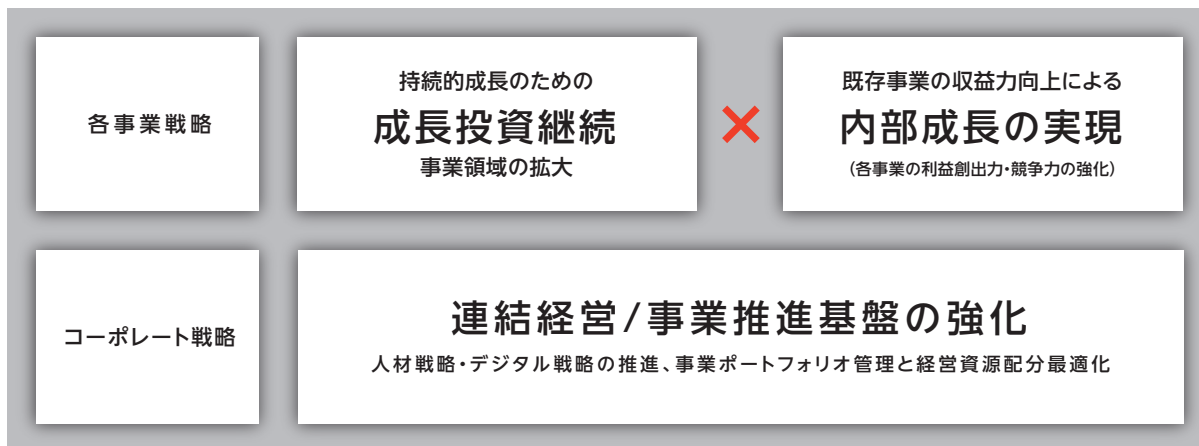 各事業戦略
持続的成長のための
成長投資継続
事業領域の拡大
×
既存事業の収益力向上による
内部成長の実現
(各事業の利益創出力・競争力の強化)
コーポレート戦略
連結経営/事業推進基盤の強化
人材戦略・デジタル戦略の推進、事業ポートフォリオ管理と経営資源配分最適化